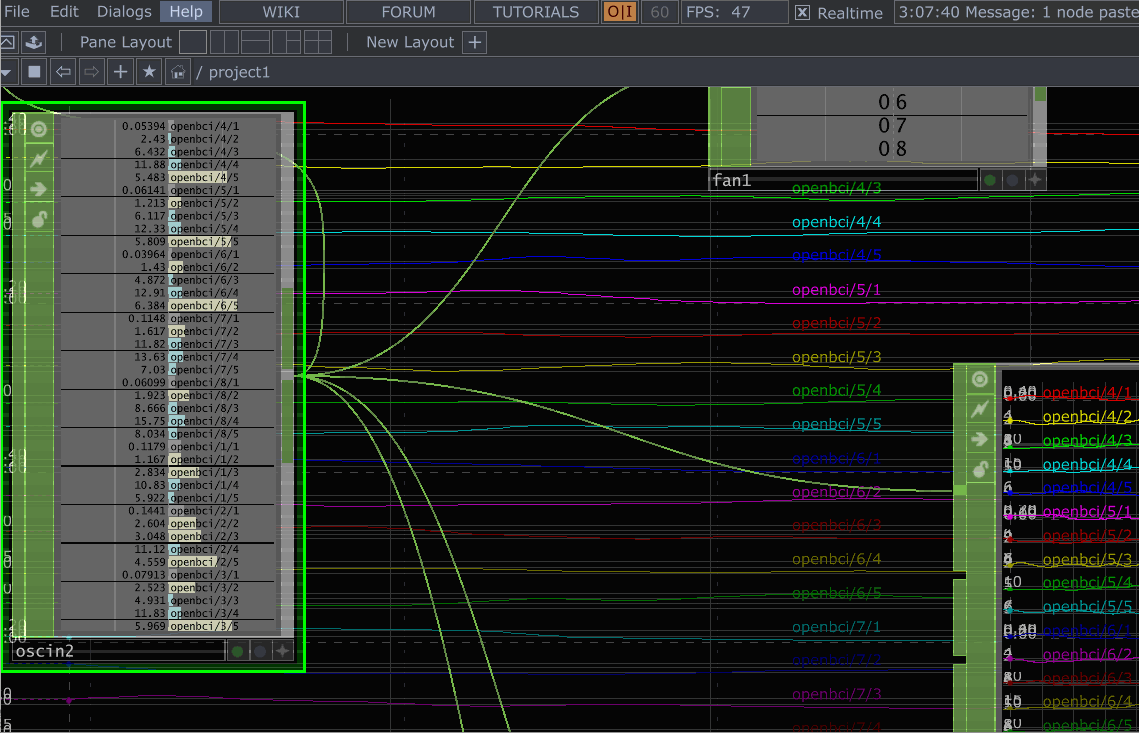 File Edit Dialogs Help WIKI FORUM TUTORIALS O|I 60 FPS: 47 Realtime 3:07:40 Message: 1 node paste
Pane Layout New Layout +
/ project1
0.05394 openbci/4/1
2.43 openbci/4/2
6.432 openbci/4/3
11.88 openbci/4/4
5.483 openbci/4/5
0.06141 openbci/5/1
1.213 openbci/5/2
6.117 openbci/5/3
12.33 openbci/5/4
5.809 openbci/5/5
0.03964 openbci/6/1
1.43 openbci/6/2
4.872 openbci/6/3
12.91 openbci/6/4
6.384 openbci/6/5
0.1148 openbci/7/1
1.617 openbci/7/2
11.82 openbci/7/3
13.63 openbci/7/4
7.03 openbci/7/5
0.06099 openbci/8/1
1.923 openbci/8/2
8.666 openbci/8/3
15.75 openbci/8/4
8.034 openbci/8/5
0.1179 openbci/1/1
1.167 openbci/1/2
2.834 openbci/1/3
10.83 openbci/1/4
5.922 openbci/1/5
0.1441 openbci/2/1
2.604 openbci/2/2
3.048 openbci/2/3
11.12 openbci/2/4
4.559 openbci/2/5
0.07913 openbci/3/1
2.523 openbci/3/2
4.931 openbci/3/3
11.83 openbci/3/4
5.969 openbci/3/5
oscin2
06
07
08
fan1
openbci/4/3
openbci/4/4
openbci/4/5
openbci/5/1
openbci/5/2
openbci/5/3
openbci/5/4
openbci/5/5
openbci/6/1
openbci/6/2
openbci/6/3
openbci/6/4
openbci/6/5
openbci/7/1
openbci/7/2
openbci/7/3
openbci/7/4
openbci/4/1
openbci/4/2
openbci/4/3
openbci/4/4
openbci/4/5
openbci/5/1
openbci/5/2
openbci/5/3
openbci/5/4
openbci/5/5
openbci/6/1
openbci/6/2
openbci/6/3
openbci/6/4
openbci/6/5